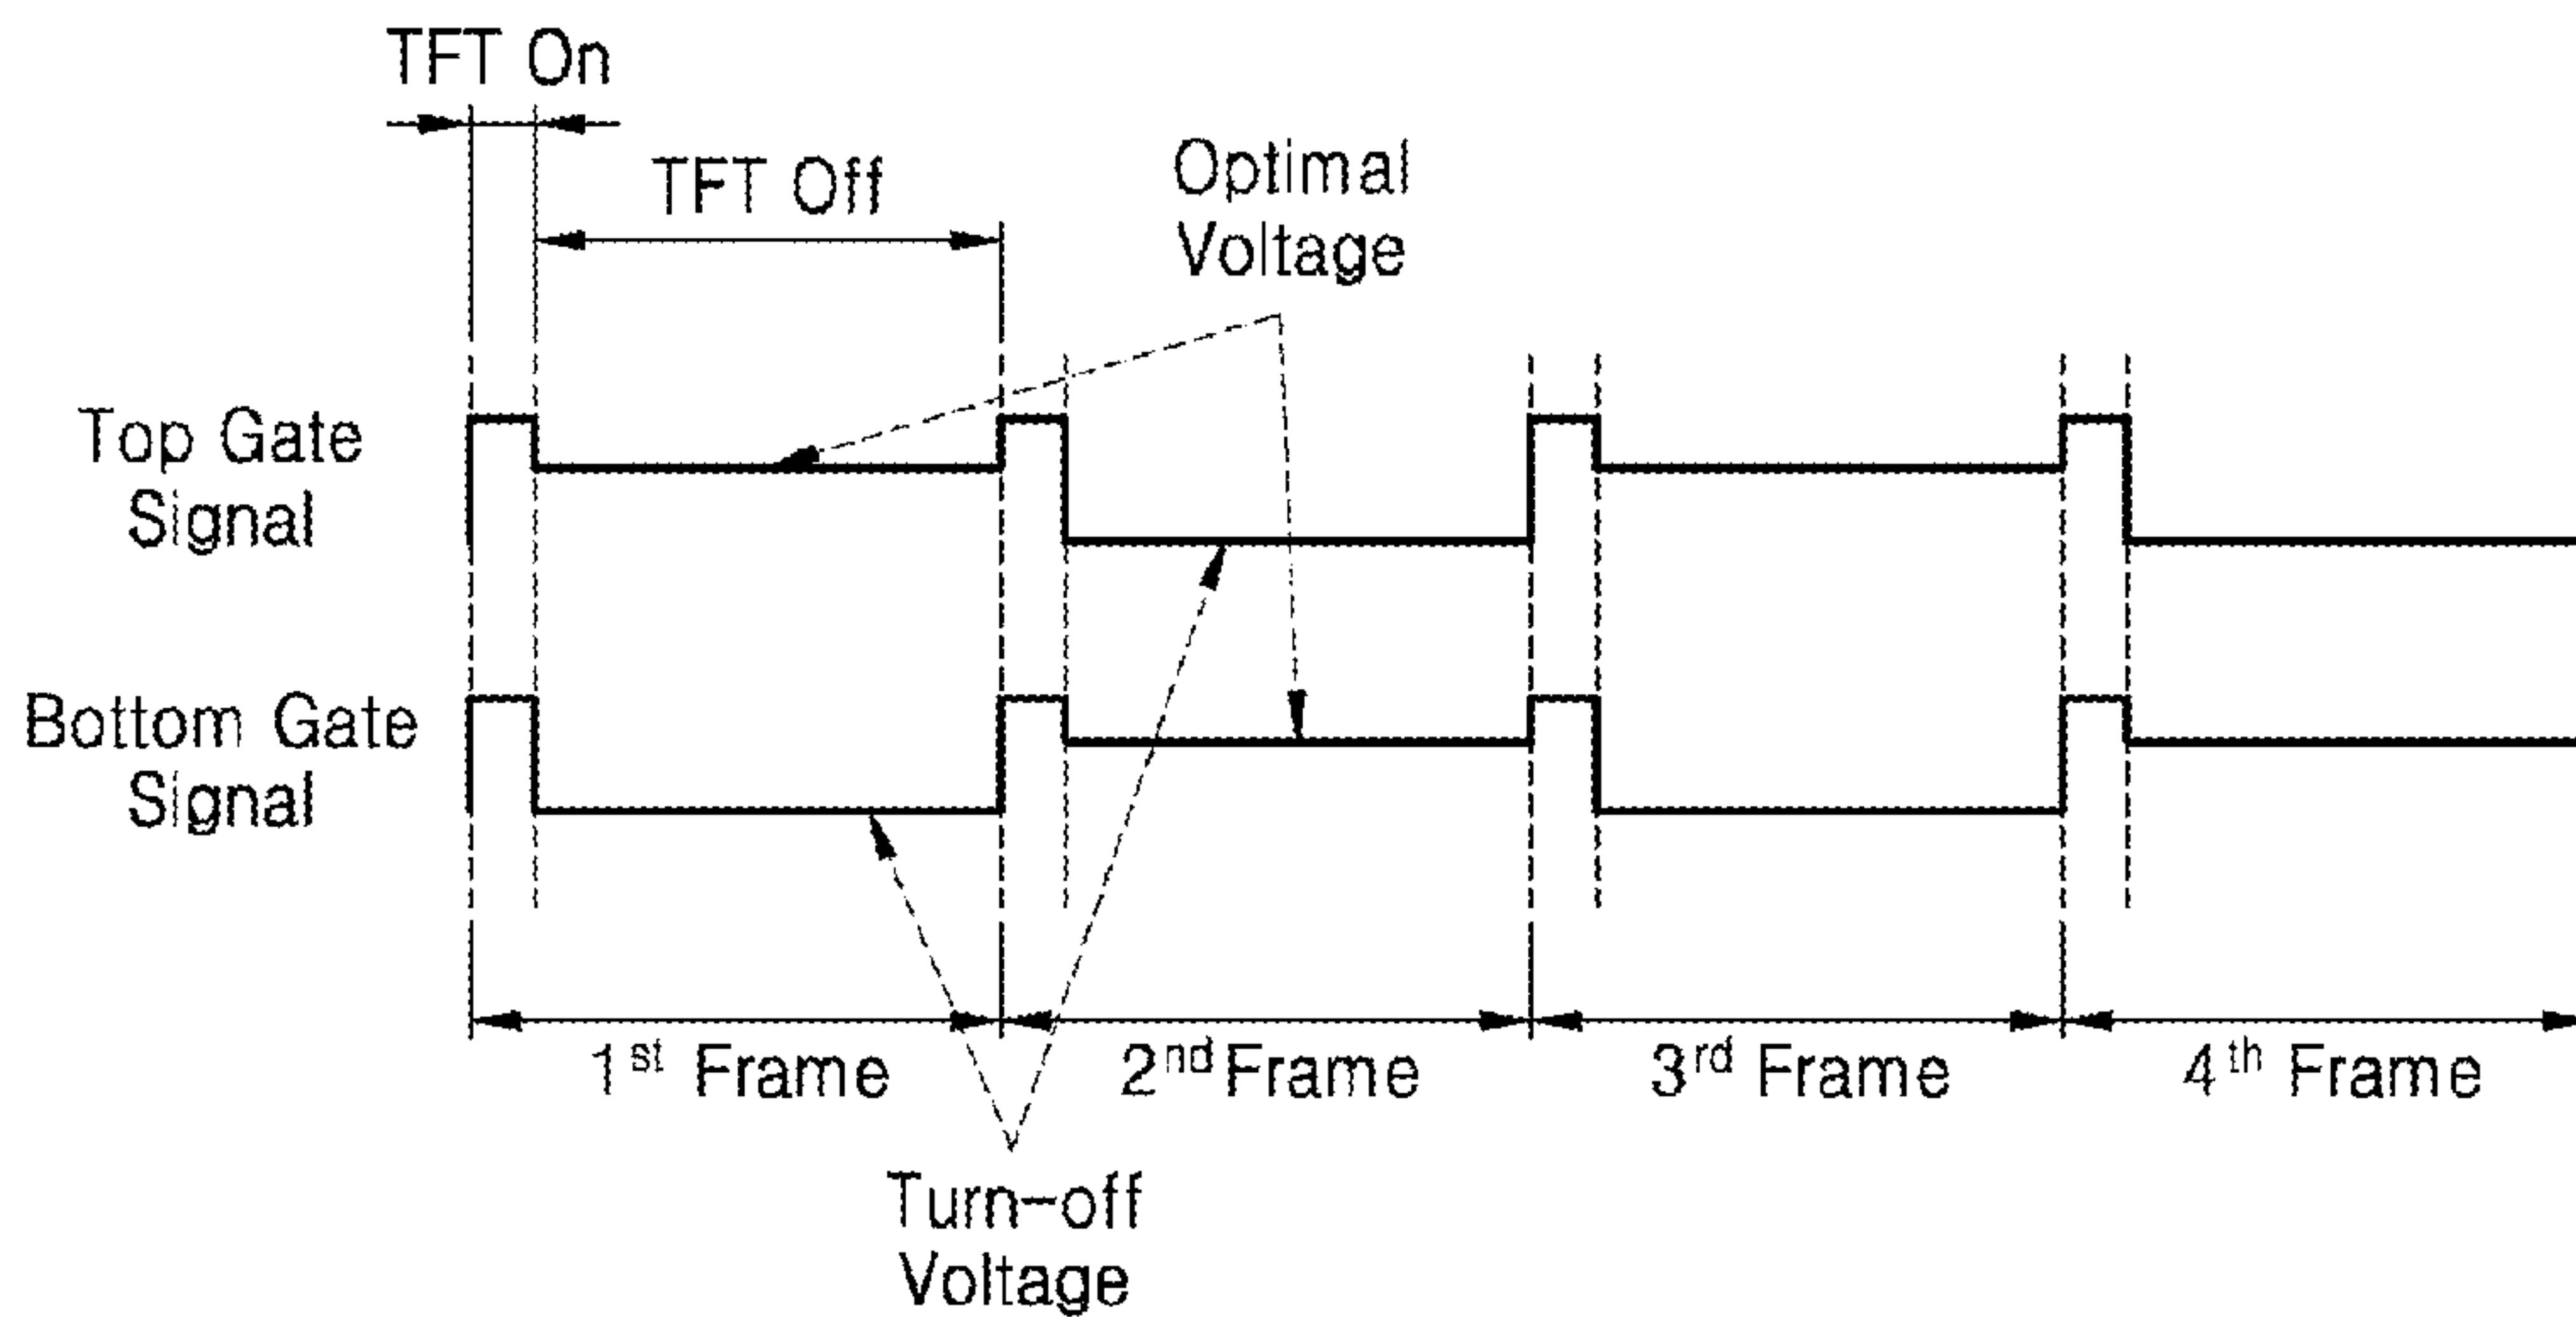 TFT On
TFT Off
Optimal
Voltage
Top Gate
Signal
Bottom Gate
Signal
1st Frame
2nd Frame
3rd Frame
4th Frame
Turn-off
Voltage